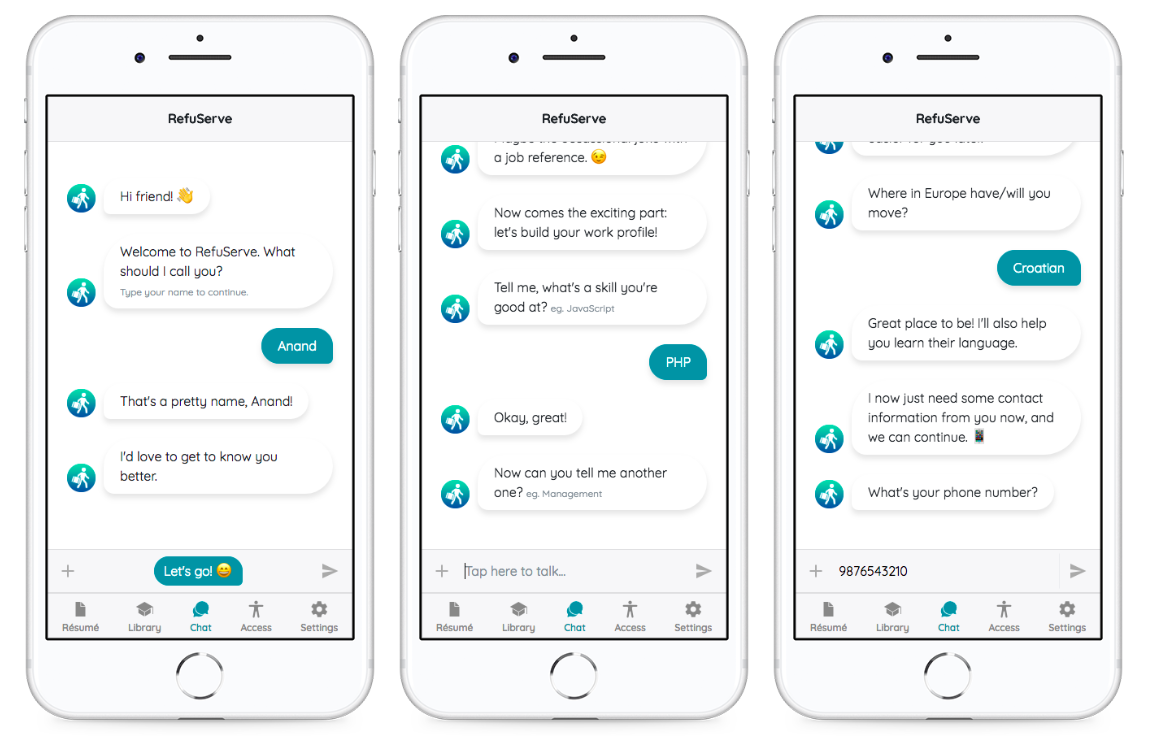 RefuServe
Hi friend! 👋
Welcome to RefuServe. What
should I call you?
Type your name to continue.
Anand
That's a pretty name, Anand!
I'd love to get to know you
better.
Let's go! 😄
Résumé Library Chat Access Settings
RefuServe
a job reference. 😉
Now comes the exciting part:
let's build your work profile!
Tell me, what's a skill you're
good at? eg. JavaScript
PHP
Okay, great!
Now can you tell me another
one? eg. Management
Tap here to talk...
Résumé Library Chat Access Settings
RefuServe
Where in Europe have/will you
move?
Croatian
Great place to be! I'll also help
you learn their language.
I now just need some contact
information from you now, and
we can continue. 📱
What's your phone number?
9876543210
Résumé Library Chat Access Settings